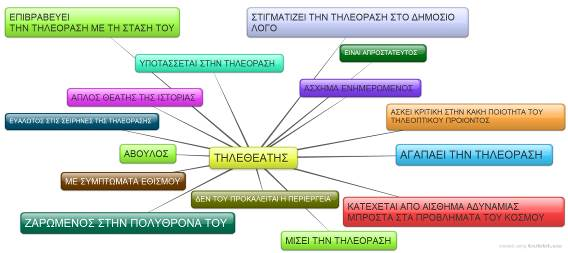 ΕΠΙΒΡΑΒΕΥΕΙ
ΤΗΝ ΤΗΛΕΟΡΑΣΗ ΜΕ ΤΗ ΣΤΑΣΗ ΤΟΥ
ΣΤΙΓΜΑΤΙΖΕΙ ΤΗΝ ΤΗΛΕΟΡΑΣΗ ΣΤΟ ΔΗΜΟΣΙΟ
ΛΟΓΟ
ΕΙΝΑΙ ΑΠΡΟΣΤΑΤΕΥΤΟΣ
ΥΠΟΤΑΣΣΕΤΑΙ ΣΤΗΝ ΤΗΛΕΟΡΑΣΗ
ΑΣΧΗΜΑ ΕΝΗΜΕΡΩΜΕΝΟΣ
ΑΠΛΟΣ ΘΕΑΤΗΣ ΤΗΣ ΙΣΤΟΡΙΑΣ
ΑΣΚΕΙ ΚΡΙΤΙΚΗ ΣΤΗΝ ΚΑΚΗ ΠΟΙΟΤΗΤΑ ΤΟΥ
ΤΗΛΕΟΠΤΙΚΟΥ ΠΡΟΙΟΝΤΟΣ
ΕΥΑΛΩΤΟΣ ΣΤΙΣ ΣΕΙΡΗΝΕΣ ΤΗΣ ΤΗΛΕΟΡΑΣΗΣ
ΑΒΟΥΛΟΣ
ΤΗΛΕΘΕΑΤΗΣ
ΑΓΑΠΑΕΙ ΤΗΝ ΤΗΛΕΟΡΑΣΗ
ΜΕ ΣΥΜΠΤΩΜΑΤΑ ΕΘΙΣΜΟΥ
ΔΕΝ ΤΟΥ ΠΡΟΚΑΛΕΙΤΑΙ Η ΠΕΡΙΕΡΓΕΙΑ
ΚΑΤΕΧΕΤΑΙ ΑΠΟ ΑΙΣΘΗΜΑ ΑΔΥΝΑΜΙΑΣ
ΜΠΡΟΣΤΑ ΣΤΑ ΠΡΟΒΛΗΜΑΤΑ ΤΟΥ ΚΟΣΜΟΥ
ΖΑΡΩΜΕΝΟΣ ΣΤΗΝ ΠΟΛΥΘΡΟΝΑ ΤΟΥ
ΜΙΣΕΙ ΤΗΝ ΤΗΛΕΟΡΑΣΗ